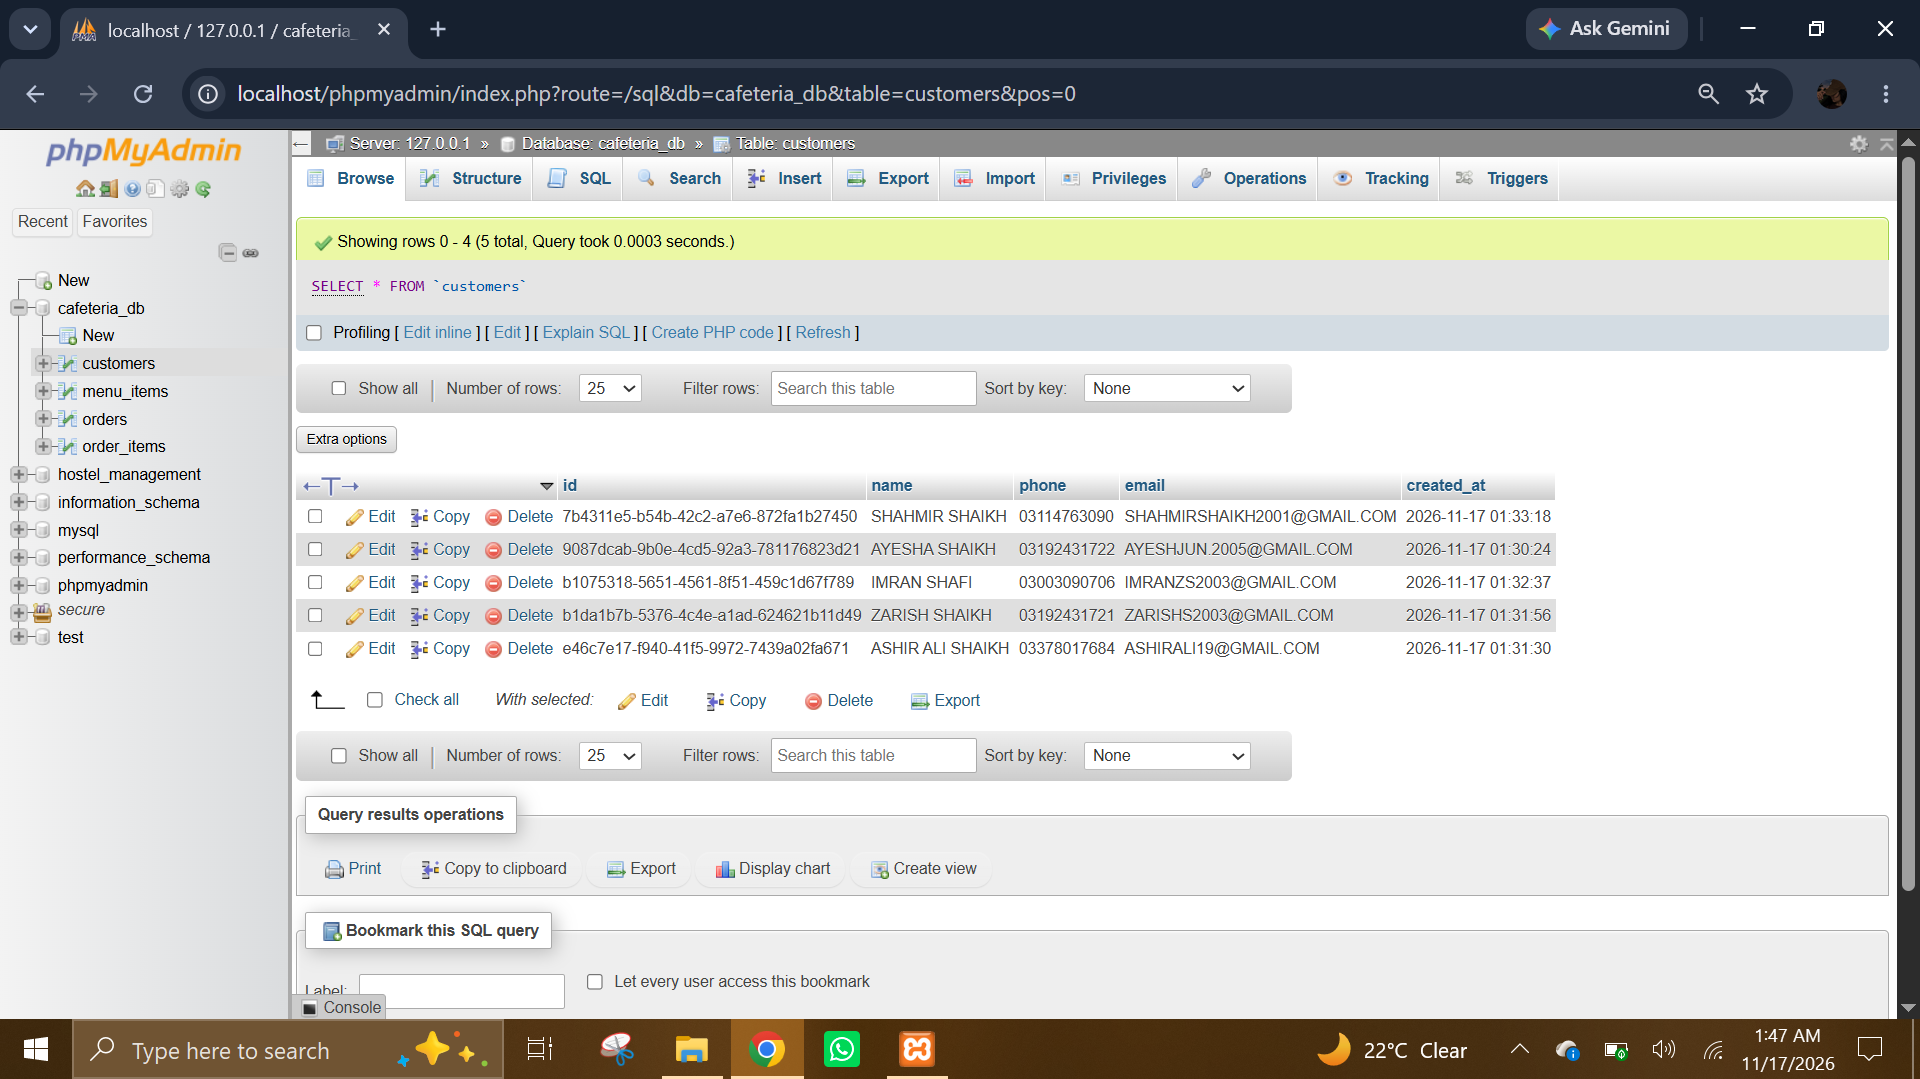 localhost / 127.0.0.1 / cafeteria_
Ask Gemini
localhost/phpmyadmin/index.php?route=/sql&db=cafeteria_db&table=customers&pos=0
phpMyAdmin
Server: 127.0.0.1 » Database: cafeteria_db » Table: customers
Browse Structure SQL Search Insert Export Import Privileges Operations Tracking Triggers
Recent Favorites
New
cafeteria_db
New
customers
menu_items
orders
order_items
hostel_management
information_schema
mysql
performance_schema
phpmyadmin
secure
test
Showing rows 0 - 4 (5 total, Query took 0.0003 seconds.)
SELECT * FROM `customers`
Profiling [ Edit inline ] [ Edit ] [ Explain SQL ] [ Create PHP code ] [ Refresh ]
Show all | Number of rows: 25 Filter rows: Search this table Sort by key: None
Extra options
←T→ id name phone email created_at
Edit Copy Delete 7b4311e5-b54b-42c2-a7e6-872fa1b27450 SHAHMIR SHAIKH 03114763090 SHAHMIRSHAIKH2001@GMAIL.COM 2026-11-17 01:33:18
Edit Copy Delete 9087dcab-9b0e-4cd5-92a3-781176823d21 AYESHA SHAIKH 03192431722 AYESHJUN.2005@GMAIL.COM 2026-11-17 01:30:24
Edit Copy Delete b1075318-5651-4561-8f51-459c1d67f789 IMRAN SHAFI 03003090706 IMRANZS2003@GMAIL.COM 2026-11-17 01:32:37
Edit Copy Delete b1da1b7b-5376-4c4e-a1ad-624621b11d49 ZARISH SHAIKH 03192431721 ZARISHS2003@GMAIL.COM 2026-11-17 01:31:56
Edit Copy Delete e46c7e17-f940-41f5-9972-7439a02fa671 ASHIR ALI SHAIKH 03378017684 ASHIRALI19@GMAIL.COM 2026-11-17 01:31:30
Check all With selected: Edit Copy Delete Export
Show all | Number of rows: 25 Filter rows: Search this table Sort by key: None
Query results operations
Print Copy to clipboard Export Display chart Create view
Bookmark this SQL query
Label: Let every user access this bookmark
Console
Type here to search
22°C Clear
1:47 AM
11/17/2026